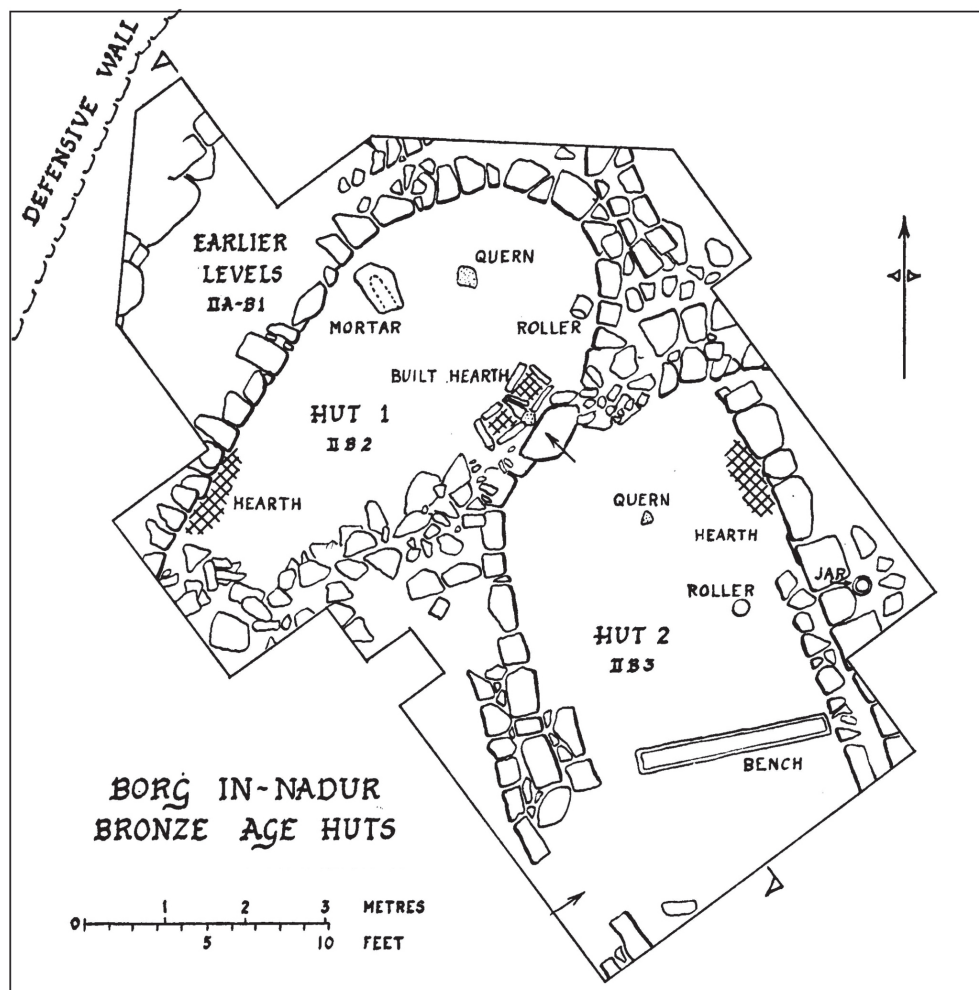 DEFENSIVE WALL
EARLIER
LEVELS
IIA-B1
QUERN
MORTAR
ROLLER
BUILT HEARTH
HUT 1
IIB2
HEARTH
QUERN
HEARTH
JAR
ROLLER
HUT 2
IIB3
BENCH
BORĠ IN-NADUR
BRONZE AGE HUTS
0 1 2 3 METRES
5 10 FEET